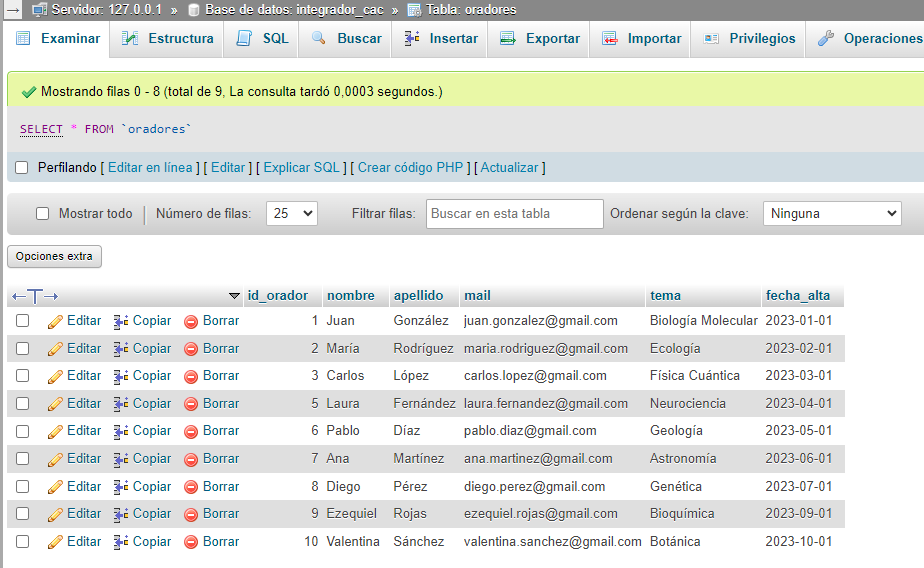 Servidor: 127.0.0.1 » Base de datos: integrador_cac » Tabla: oradores
Examinar Estructura SQL Buscar Insertar Exportar Importar Privilegios Operaciones
Mostrando filas 0 - 8 (total de 9, La consulta tardó 0,0003 segundos.)
SELECT * FROM `oradores`
Perfilando [ Editar en línea ] [ Editar ] [ Explicar SQL ] [ Crear código PHP ] [ Actualizar ]
Mostrar todo Número de filas: 25 Filtrar filas: Buscar en esta tabla Ordenar según la clave: Ninguna
Opciones extra
←T→ id_orador nombre apellido mail tema fecha_alta
Editar Copiar Borrar 1 Juan González juan.gonzalez@gmail.com Biología Molecular 2023-01-01
Editar Copiar Borrar 2 María Rodríguez maria.rodriguez@gmail.com Ecología 2023-02-01
Editar Copiar Borrar 3 Carlos López carlos.lopez@gmail.com Física Cuántica 2023-03-01
Editar Copiar Borrar 5 Laura Fernández laura.fernandez@gmail.com Neurociencia 2023-04-01
Editar Copiar Borrar 6 Pablo Díaz pablo.diaz@gmail.com Geología 2023-05-01
Editar Copiar Borrar 7 Ana Martínez ana.martinez@gmail.com Astronomía 2023-06-01
Editar Copiar Borrar 8 Diego Pérez diego.perez@gmail.com Genética 2023-07-01
Editar Copiar Borrar 9 Ezequiel Rojas ezequiel.rojas@gmail.com Bioquímica 2023-09-01
Editar Copiar Borrar 10 Valentina Sánchez valentina.sanchez@gmail.com Botánica 2023-10-01